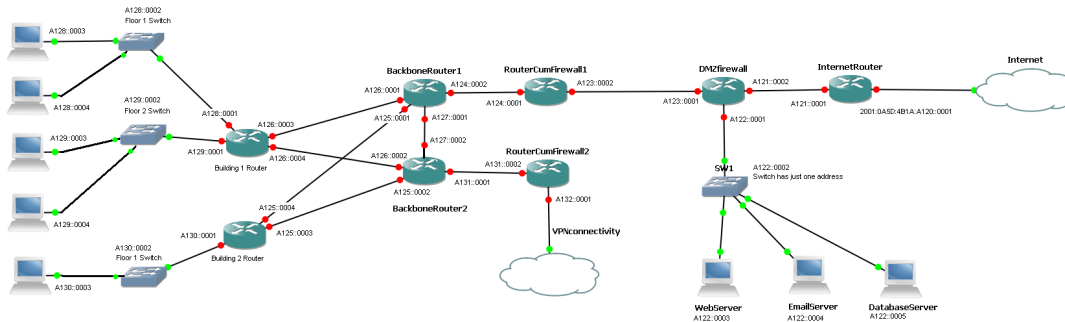 A128::0002
Floor 1 Switch
A128::0003
A128::0004
A128::0001
A129::0002
Floor 2 Switch
A129::0003
A129::0001
A129::0004
A126::0003
A126::0004
Building 1 Router
A130::0002
Floor 1 Switch
A130::0003
A130::0001
A125::0004
A125::0003
Building 2 Router
BackboneRouter1
A126::0001
A125::0001
A124::0002
A127::0001
A127::0002
A126::0002
A125::0002
A131::0001
BackboneRouter2
RouterCumFirewall1
A124::0001
A123::0002
A131::0002
RouterCumFirewall2
A132::0001
VPNconnectivity
DMZfirewall
A123::0001
A121::0002
A122::0001
InternetRouter
A121::0001
2001:0A5D:4B1A:A120::0001
Internet
SW1
A122::0002
Switch has just one address
WebServer
A122::0003
EmailServer
A122::0004
DatabaseServer
A122::0005